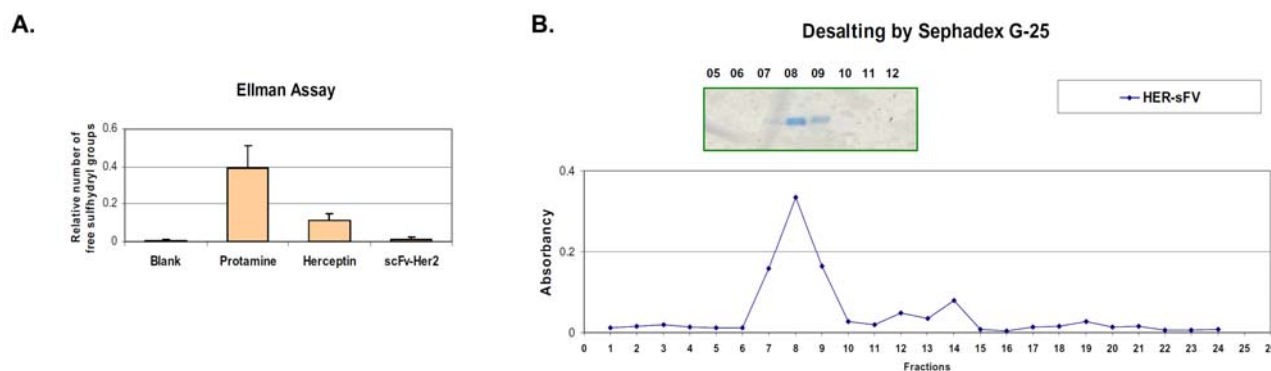 A.
Ellman Assay
Relative number of
free sulfhydryl groups
0.6
0.4
0.2
0
Blank Protamine Herceptin scFv-Her2
B.
Desalting by Sephadex G-25
05 06 07 08 09 10 11 12
HER-sFV
Absorbancy
0.4
0.2
0
0 1 2 3 4 5 6 7 8 9 10 11 12 13 14 15 16 17 18 19 20 21 22 23 24 25 26
Fractions